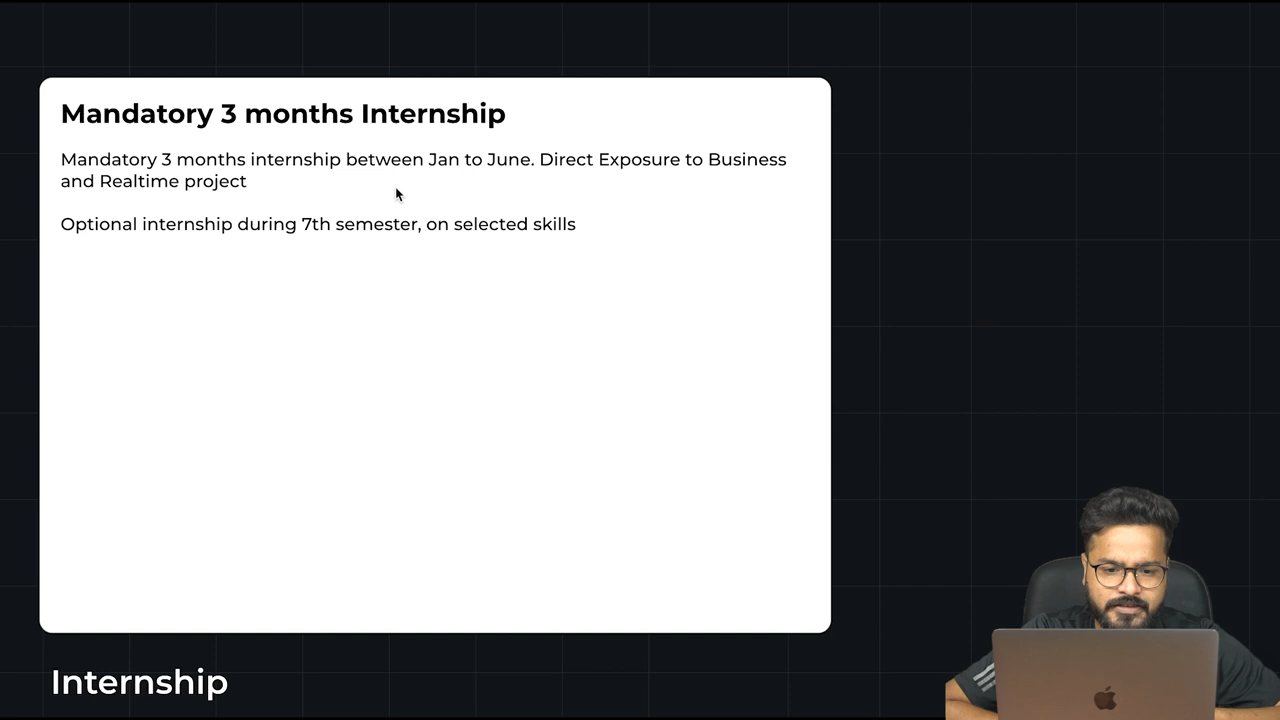 Mandatory 3 months Internship
Mandatory 3 months internship between Jan to June. Direct Exposure to Business
and Realtime project
Optional internship during 7th semester, on selected skills
Internship